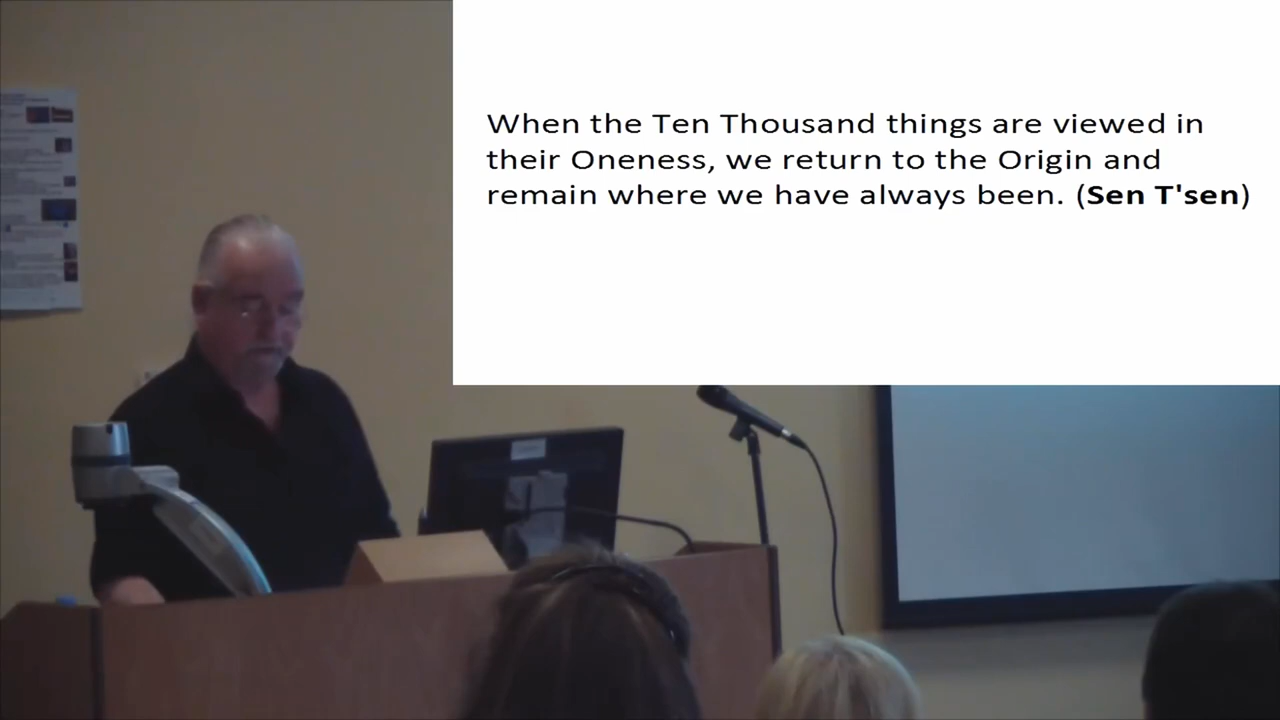 When the Ten Thousand things are viewed in
their Oneness, we return to the Origin and
remain where we have always been. (Sen T'sen)